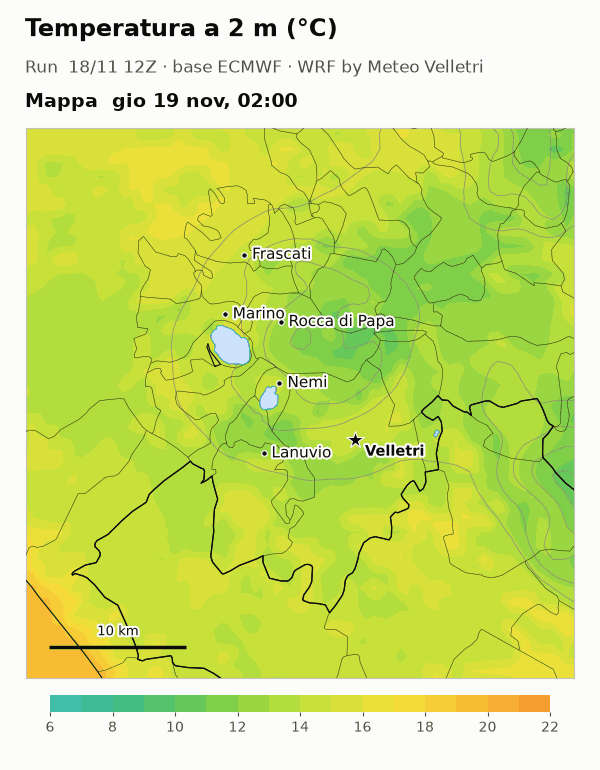 Temperatura a 2 m (°C)
Run  18/11 12Z · base ECMWF · WRF by Meteo Velletri
Mappa  gio 19 nov, 02:00
Frascati
Marino
Rocca di Papa
Nemi
Velletri
Lanuvio
10 km
6 8 10 12 14 16 18 20 22